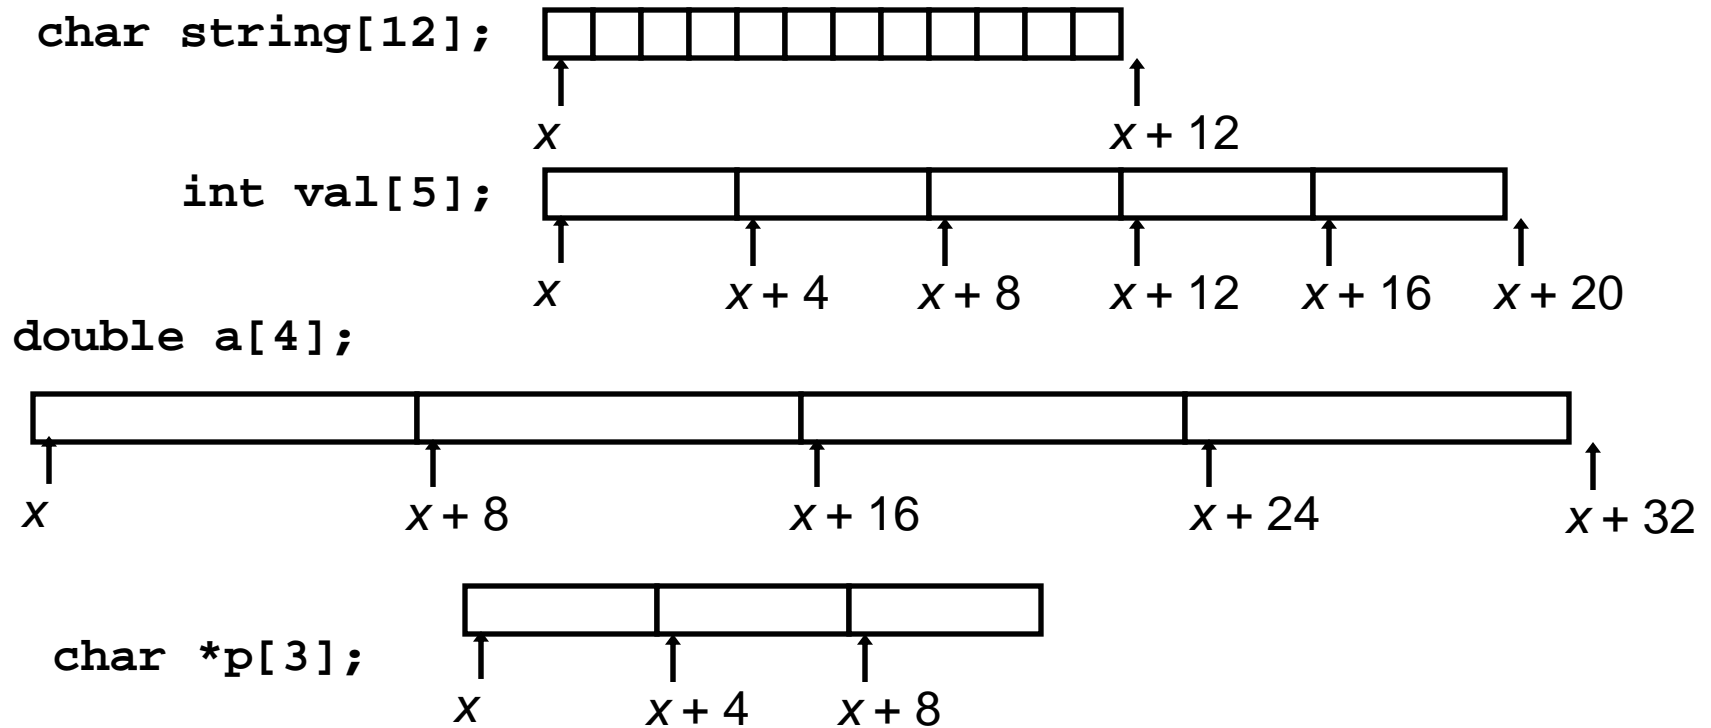 char string[12];
x x + 12
int val[5];
x x + 4 x + 8 x + 12 x + 16 x + 20
double a[4];
x x + 8 x + 16 x + 24 x + 32
char *p[3];
x x + 4 x + 8